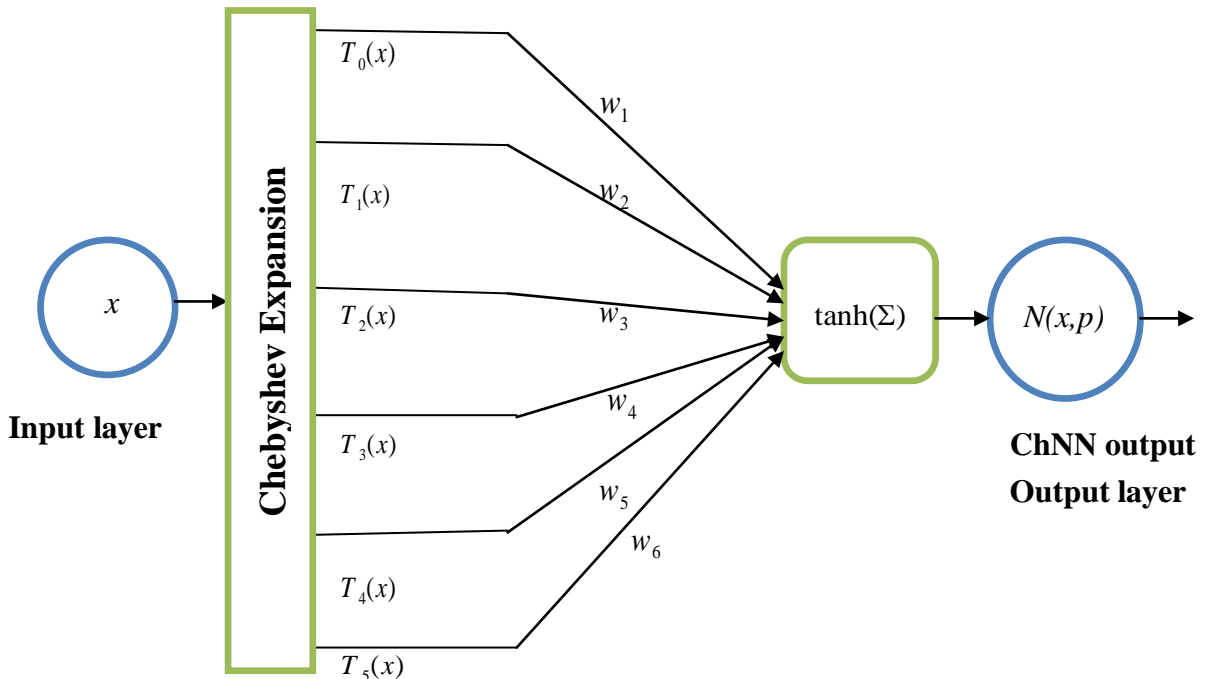 x
Input layer
Chebyshev Expansion
T₀(x)
T₁(x)
T₂(x)
T₃(x)
T₄(x)
T₅(x)
w₁
w₂
w₃
w₄
w₅
w₆
tanh(Σ)
N(x,p)
ChNN output
Output layer